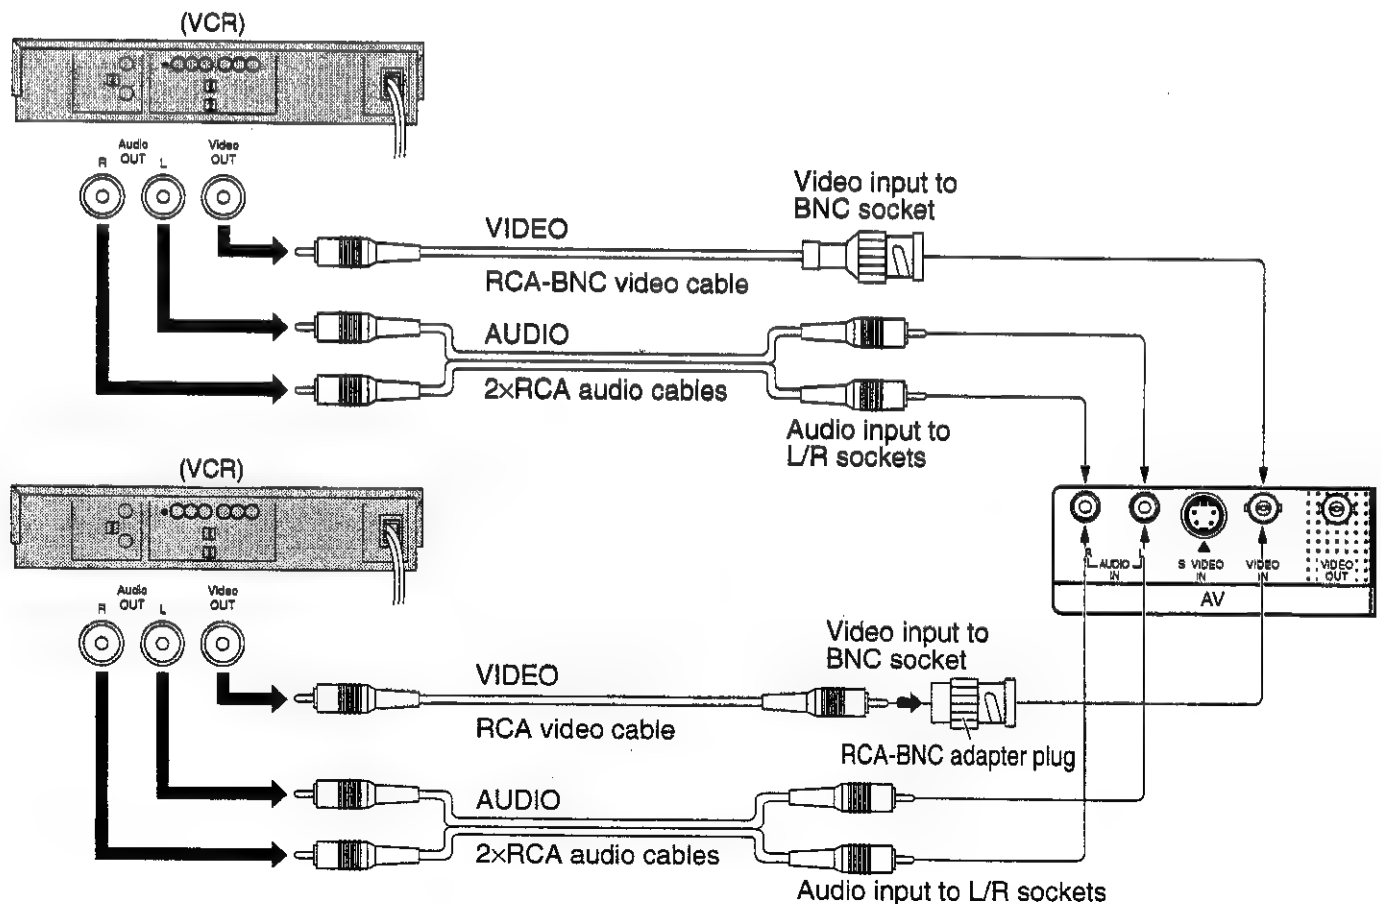 (VCR)
Audio
OUT
R
L
Video
OUT
Video input to
BNC socket
VIDEO
RCA-BNC video cable
AUDIO
2×RCA audio cables
Audio input to
L/R sockets
(VCR)
Audio
OUT
R
L
Video
OUT
R
AUDIO
IN
L
S VIDEO
IN
VIDEO
IN
VIDEO
OUT
AV
Video input to
BNC socket
VIDEO
RCA video cable
RCA-BNC adapter plug
AUDIO
2×RCA audio cables
Audio input to L/R sockets